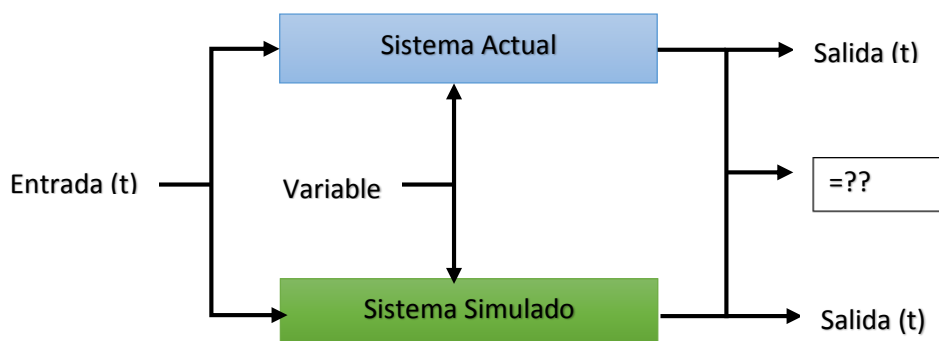 Sistema Actual
Salida (t)
Entrada (t)
Variable
=??
Sistema Simulado
Salida (t)